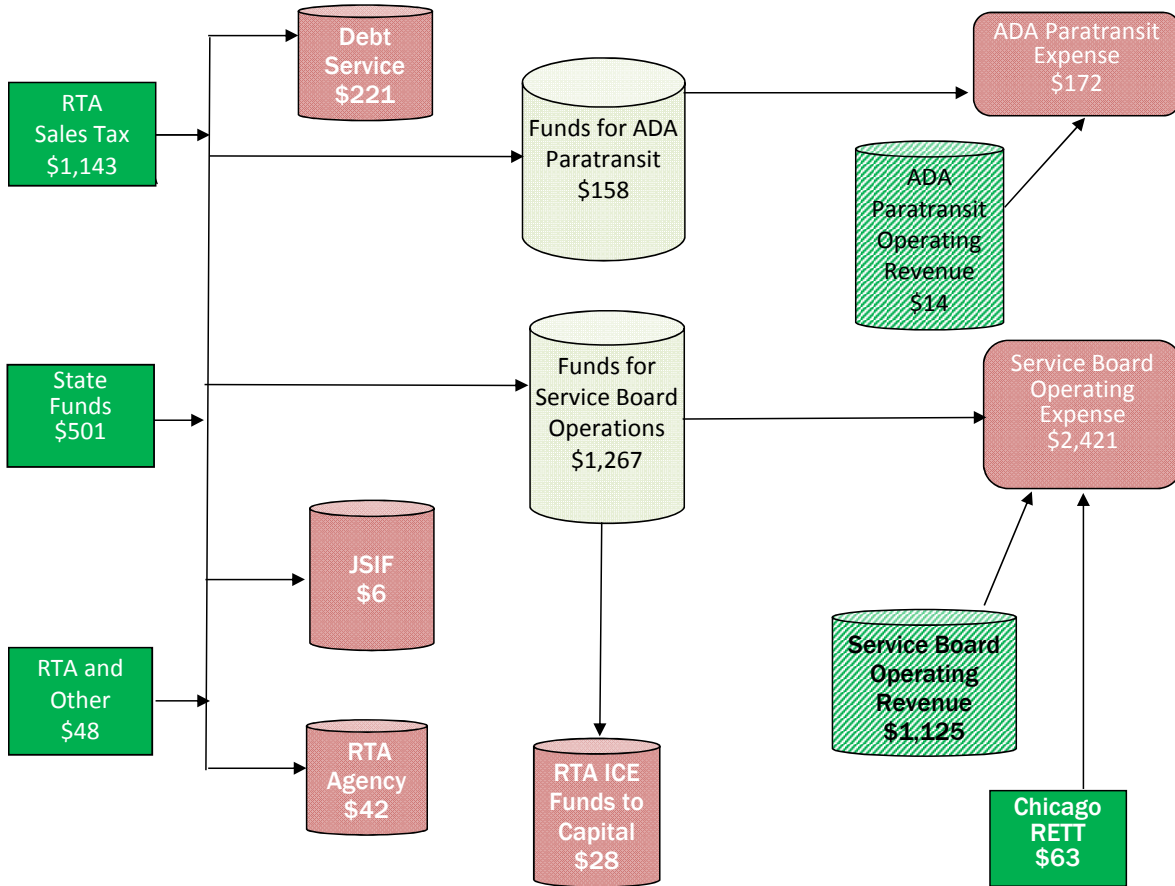 Debt
Service
$221
ADA Paratransit
Expense
$172
RTA
Sales Tax
$1,143
Funds for ADA
Paratransit
$158
ADA
Paratransit
Operating
Revenue
$14
State
Funds
$501
Funds for
Service Board
Operations
$1,267
Service Board
Operating
Expense
$2,421
JSIF
$6
RTA and
Other
$48
Service Board
Operating
Revenue
$1,125
RTA
Agency
$42
RTA ICE
Funds to
Capital
$28
Chicago
RETT
$63